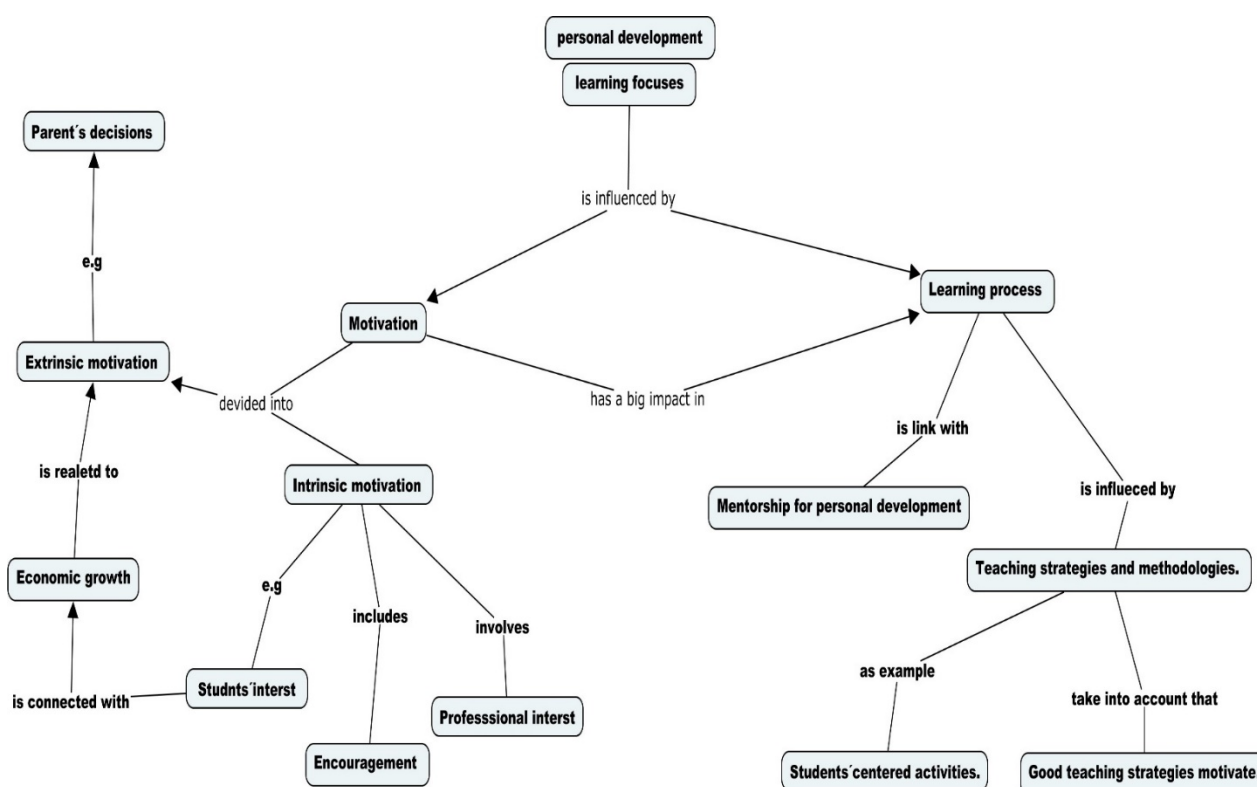 personal development
learning focuses
Parent´s decisions
is influenced by
e.g
Learning process
Motivation
Extrinsic motivation
devided into
has a big impact in
is link with
is realetd to
Intrinsic motivation
Mentorship for personal development
is influeced by
Economic growth
e.g
Teaching strategies and methodologies.
includes
involves
as example
Studnts´interst
is connected with
take into account that
Professsional interst
Encouragement
Students´centered activities.
Good teaching strategies motivate